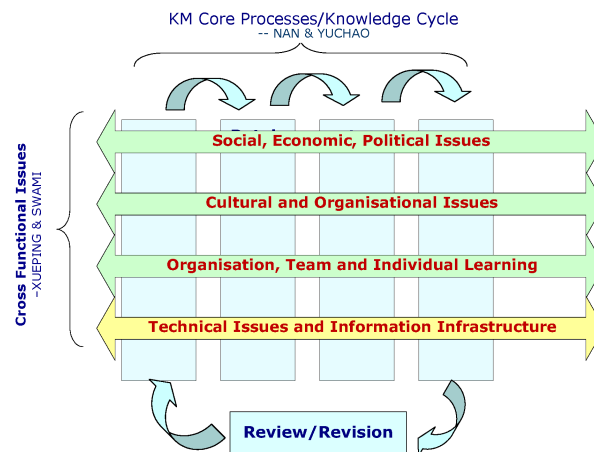 KM Core Processes/Knowledge Cycle
-- NAN & YUCHAO
Cross Functional Issues
–XUEPING & SWAMI
Social, Economic, Political Issues
Cultural and Organisational Issues
Organisation, Team and Individual Learning
Technical Issues and Information Infrastructure
Review/Revision